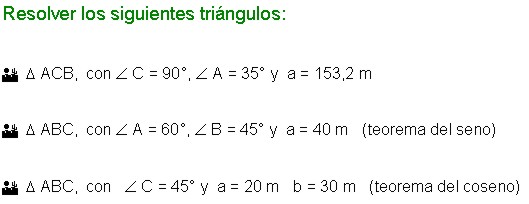 Resolver los siguientes triángulos:
Δ ACB, con ∠ C = 90°, ∠ A = 35° y a = 153,2 m
Δ ABC, con ∠ A = 60°, ∠ B = 45° y a = 40 m (teorema del seno)
Δ ABC, con ∠ C = 45° y a = 20 m b = 30 m (teorema del coseno)